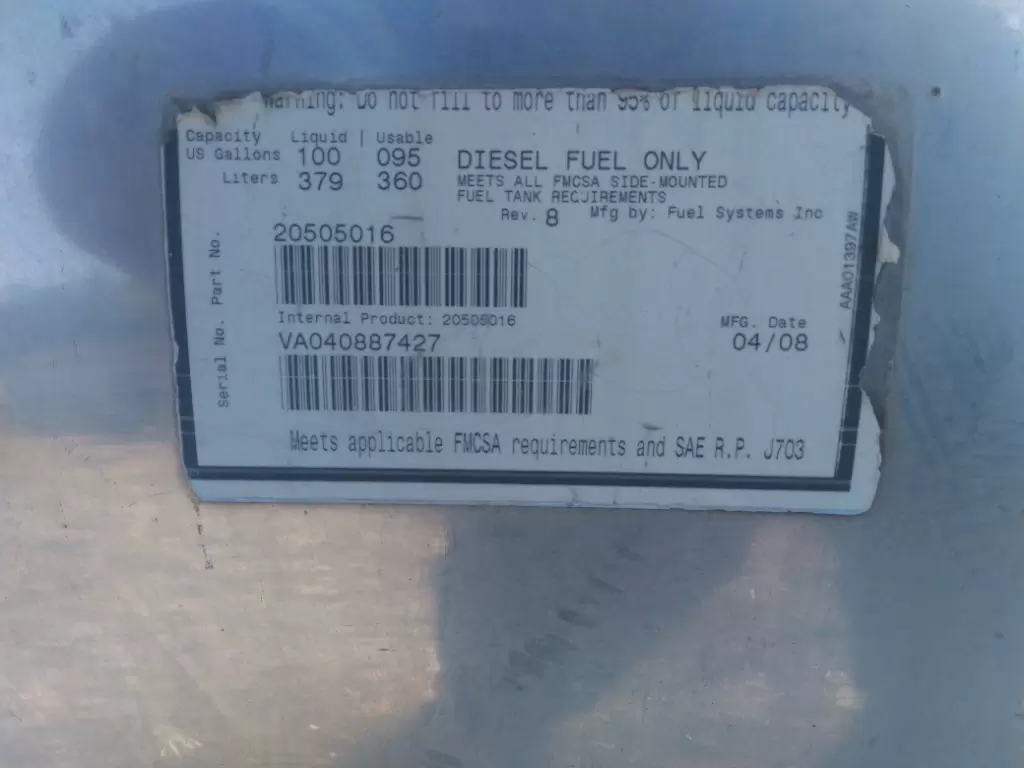 Warning: Do not fill to more than 95% of liquid capacity
Capacity Liquid | Usable
US Gallons 100 095
Liters 379 360
DIESEL FUEL ONLY
MEETS ALL FMCSA SIDE-MOUNTED
FUEL TANK REQUIREMENTS
Rev. 8 Mfg by: Fuel Systems Inc
Part No.
20505016
Internal Product: 20505016
Serial No.
VA040887427
MFG. Date
04/08
AAA01397AW
Meets applicable FMCSA requirements and SAE R.P. J703